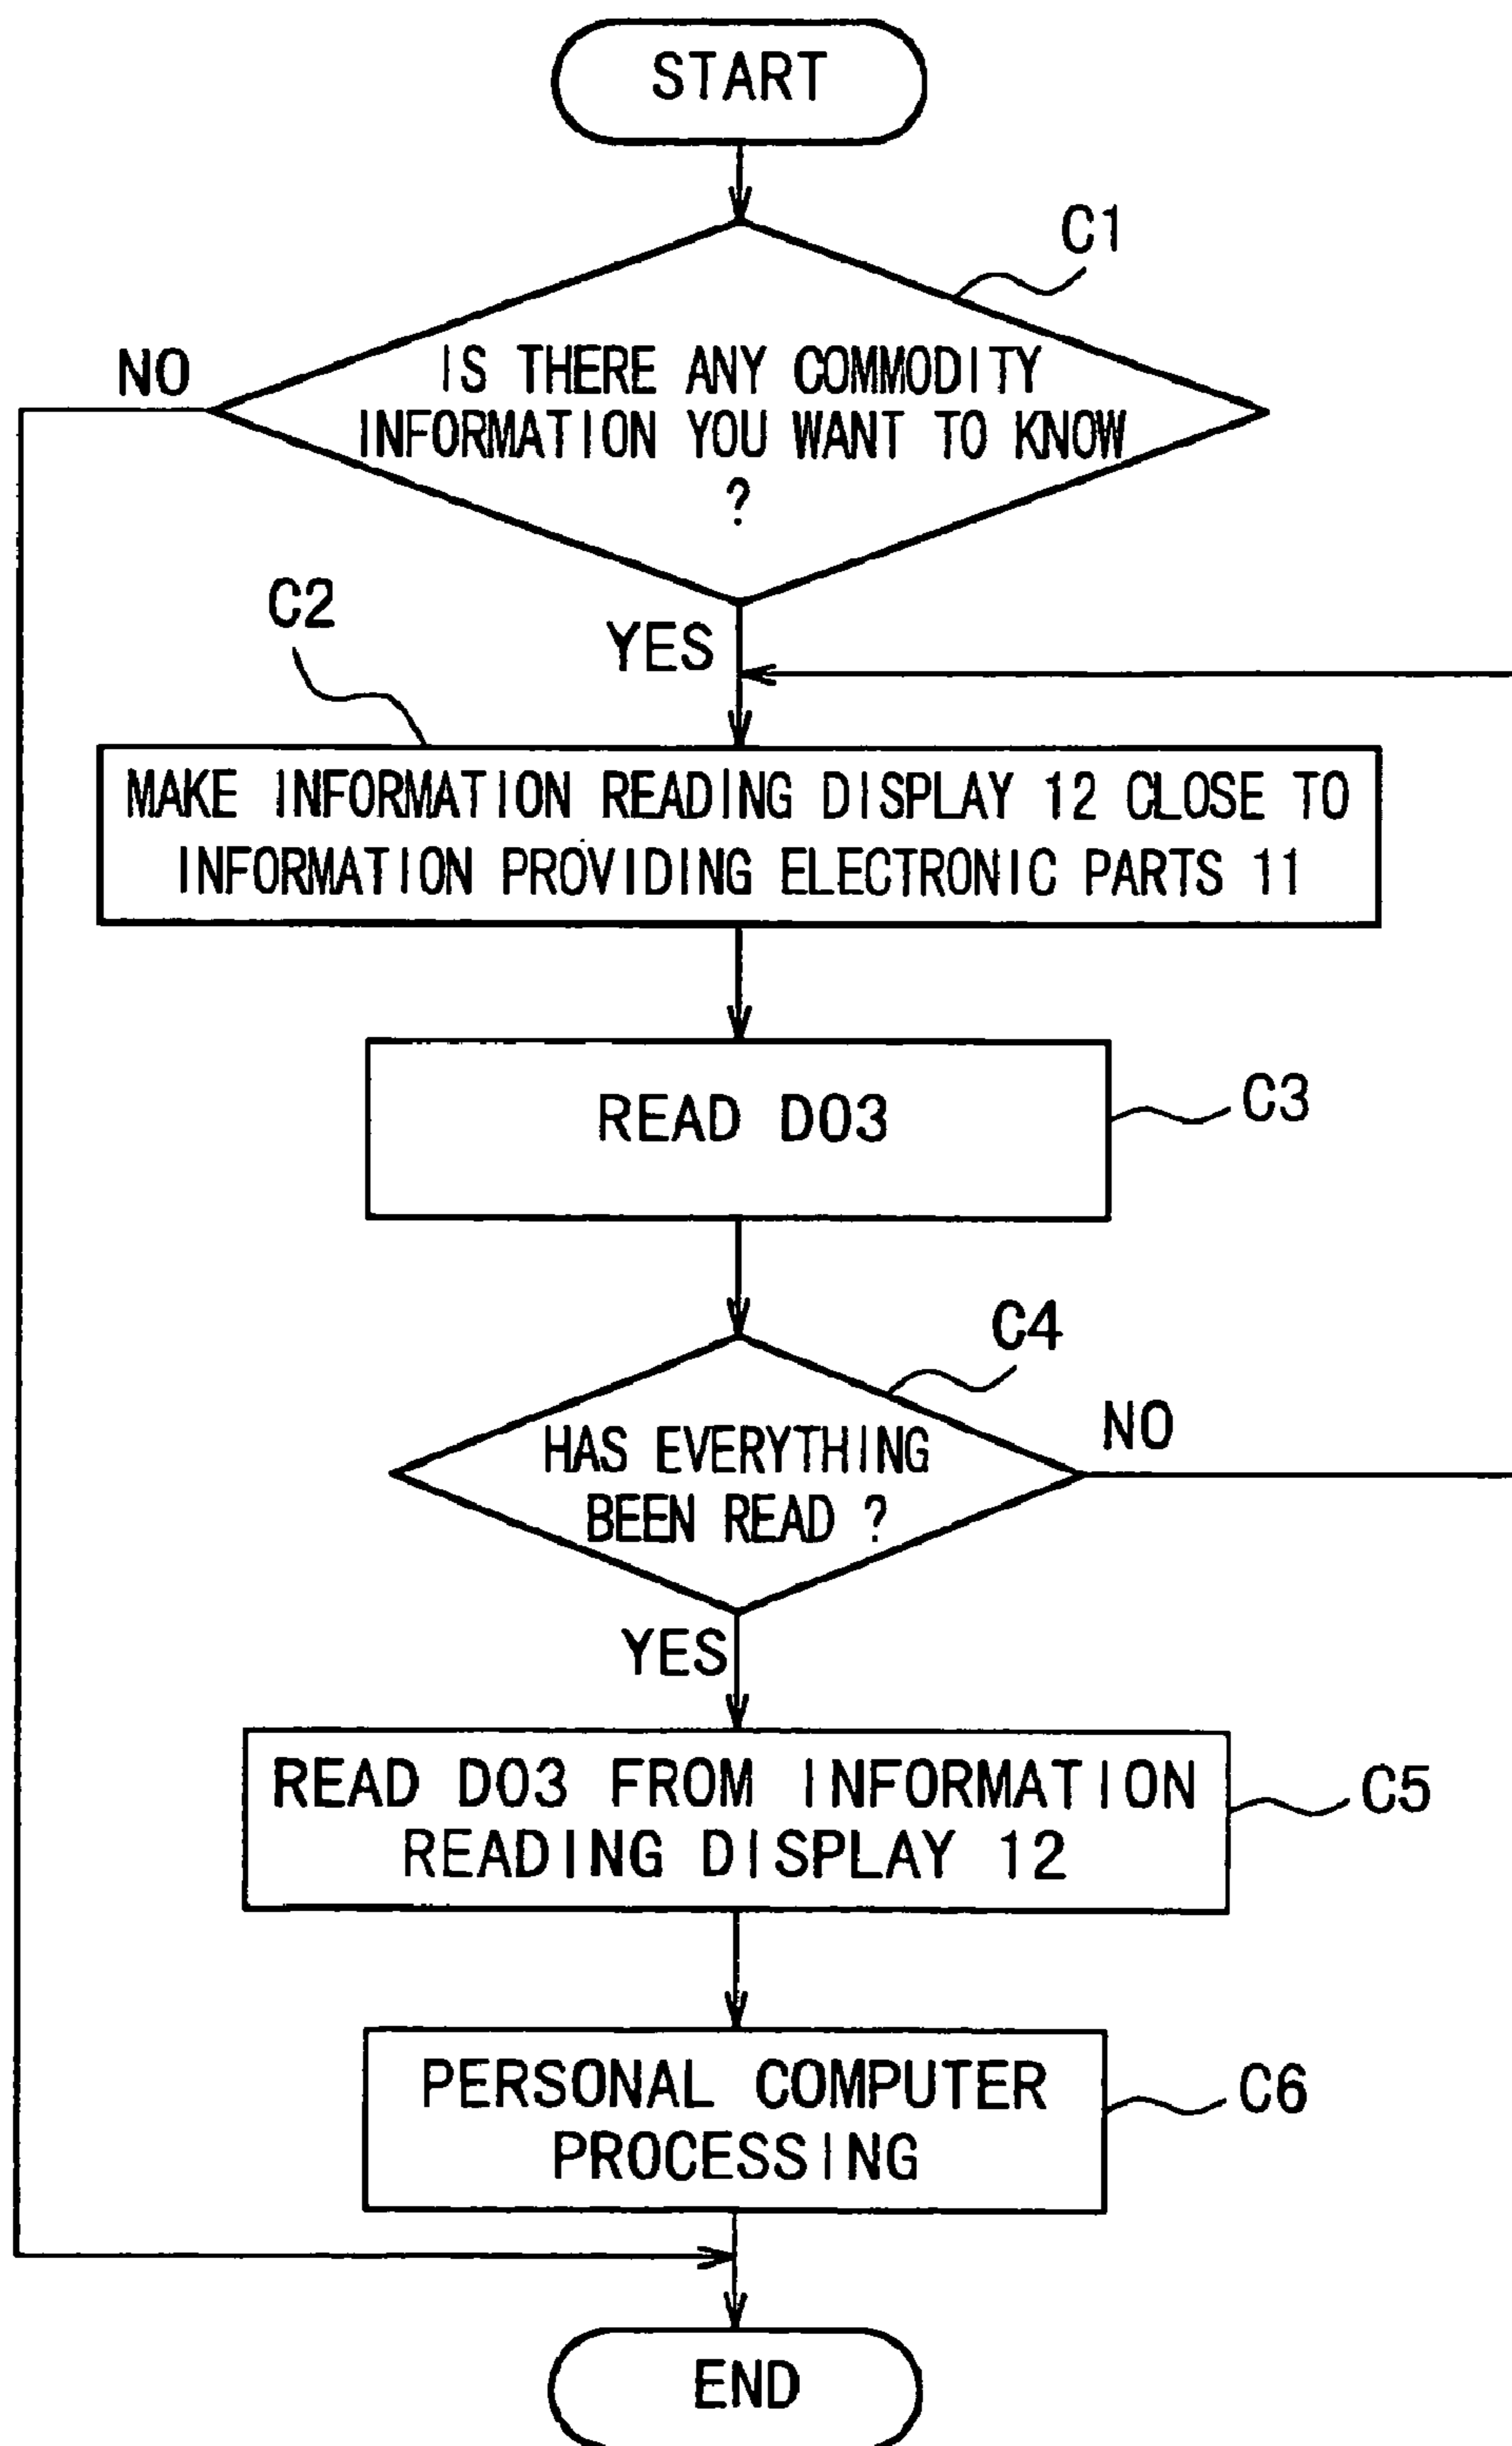 START
C1
NO
IS THERE ANY COMMODITY
INFORMATION YOU WANT TO KNOW
?
C2
YES
MAKE INFORMATION READING DISPLAY 12 CLOSE TO
INFORMATION PROVIDING ELECTRONIC PARTS 11
READ DO3
C3
C4
NO
HAS EVERYTHING
BEEN READ ?
YES
READ DO3 FROM INFORMATION
READING DISPLAY 12
C5
PERSONAL COMPUTER
PROCESSING
C6
END